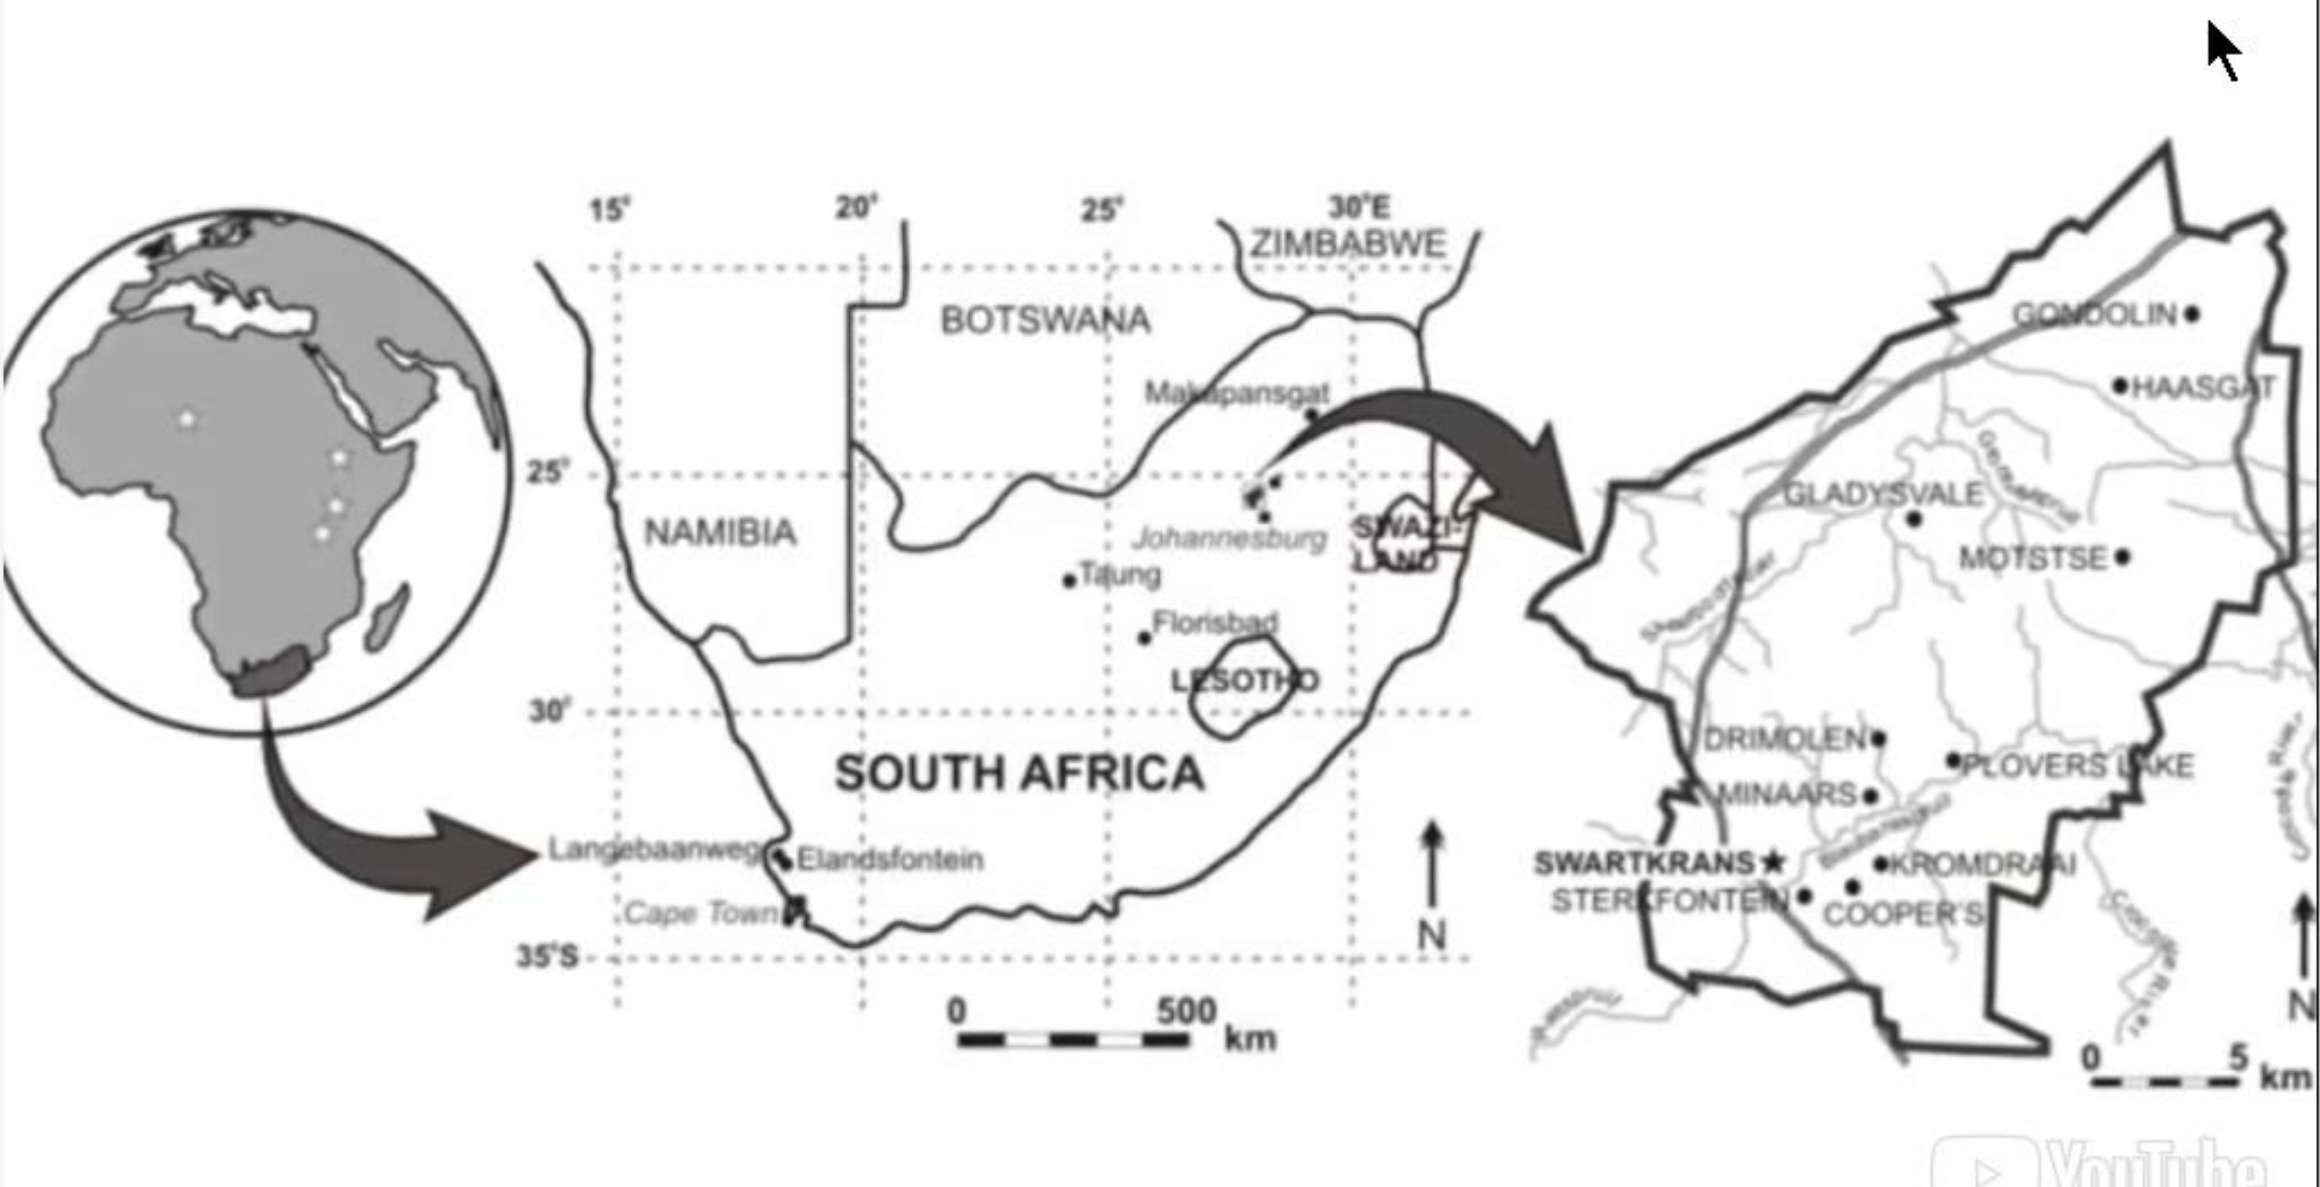 15°
20°
25°
30°E
ZIMBABWE
BOTSWANA
Makapansgat
25°
NAMIBIA
Johannesburg
SWAZI-
LAND
Taung
Florisbad
LESOTHO
30°
SOUTH AFRICA
Langebaanweg
Elandsfontein
Cape Town
N
35°S
0 500
km
GONDOLIN
HAASGAT
GLADYSVALE
MOTSTSE
DRIMOLEN
PLOVERS LAKE
MINAARS
SWARTKRANS
KROMDRAAI
STERKFONTEIN
COOPER'S
Crocodile River
N
0 5
km
YouTube